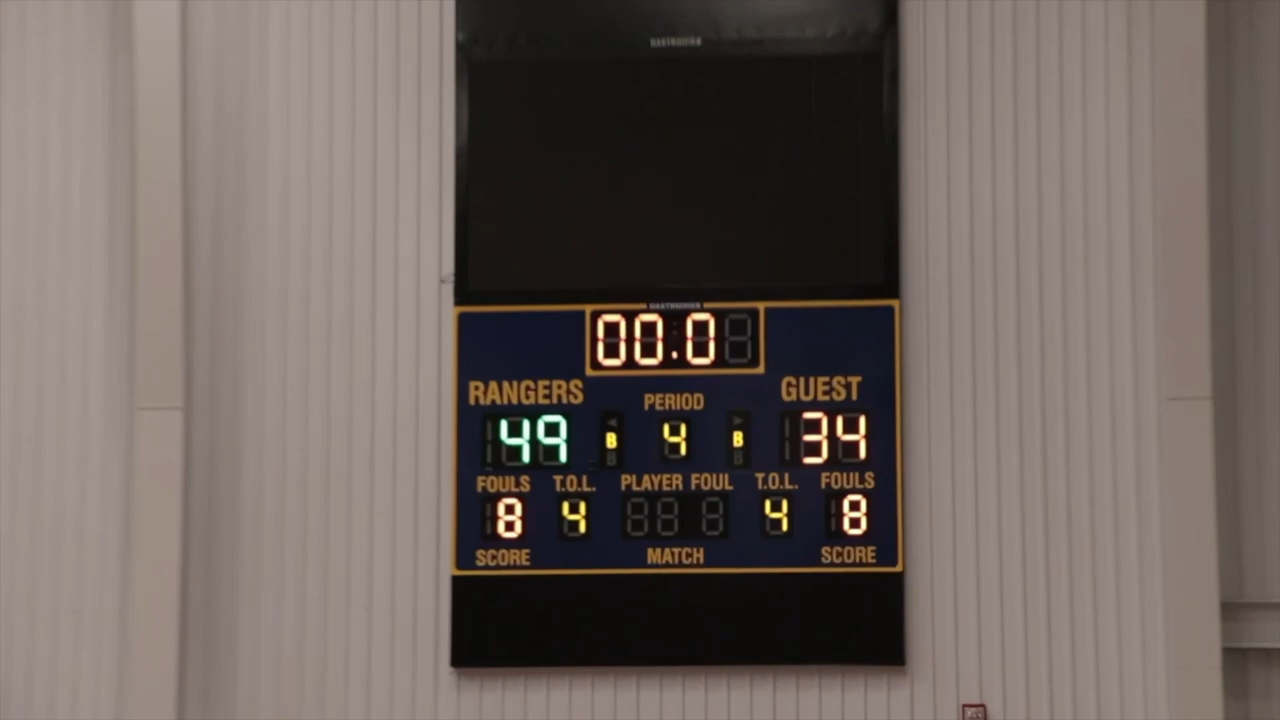 00.0
RANGERS GUEST
PERIOD
49 B 4 B 34
FOULS T.O.L. PLAYER FOUL T.O.L. FOULS
8 4 4 8
SCORE MATCH SCORE